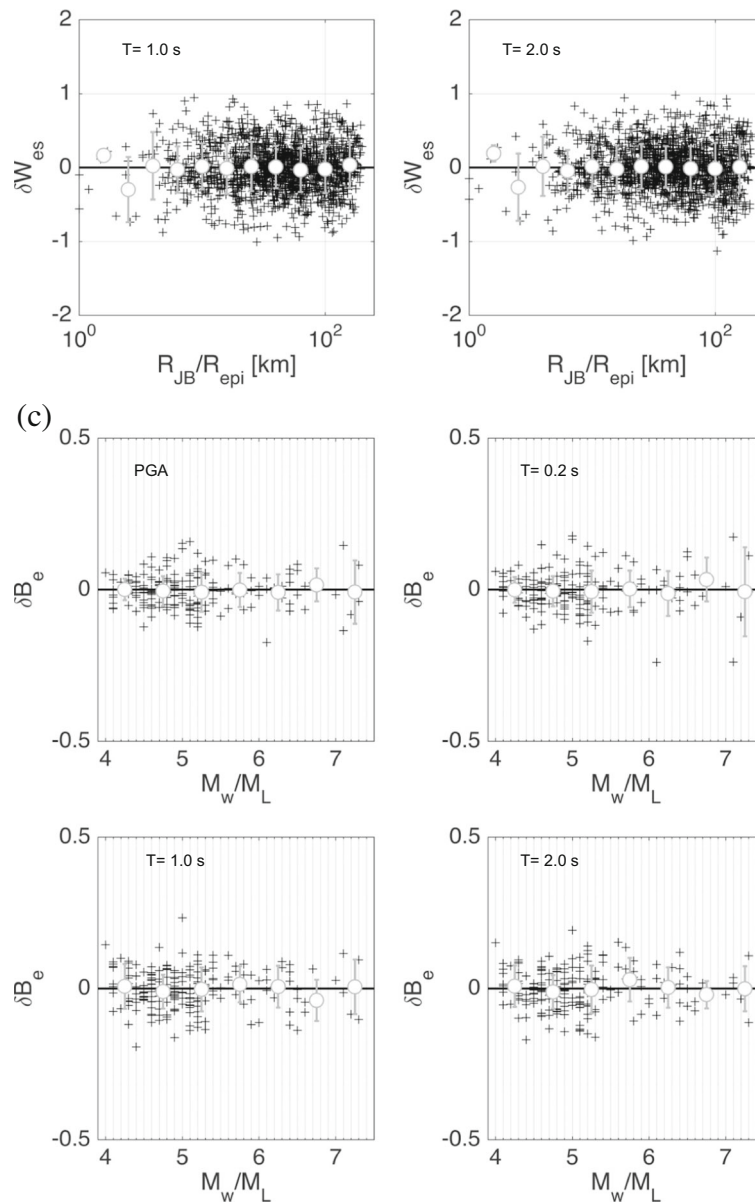 2
1
0
-1
-2
δW_es
T= 1.0 s
10^0
10^2
R_JB/R_epi [km]
2
1
0
-1
-2
δW_es
T= 2.0 s
10^0
10^2
R_JB/R_epi [km]
(c)
0.5
0
-0.5
δB_e
PGA
4 5 6 7
M_w/M_L
0.5
0
-0.5
δB_e
T= 0.2 s
4 5 6 7
M_w/M_L
0.5
0
-0.5
δB_e
T= 1.0 s
4 5 6 7
M_w/M_L
0.5
0
-0.5
δB_e
T= 2.0 s
4 5 6 7
M_w/M_L